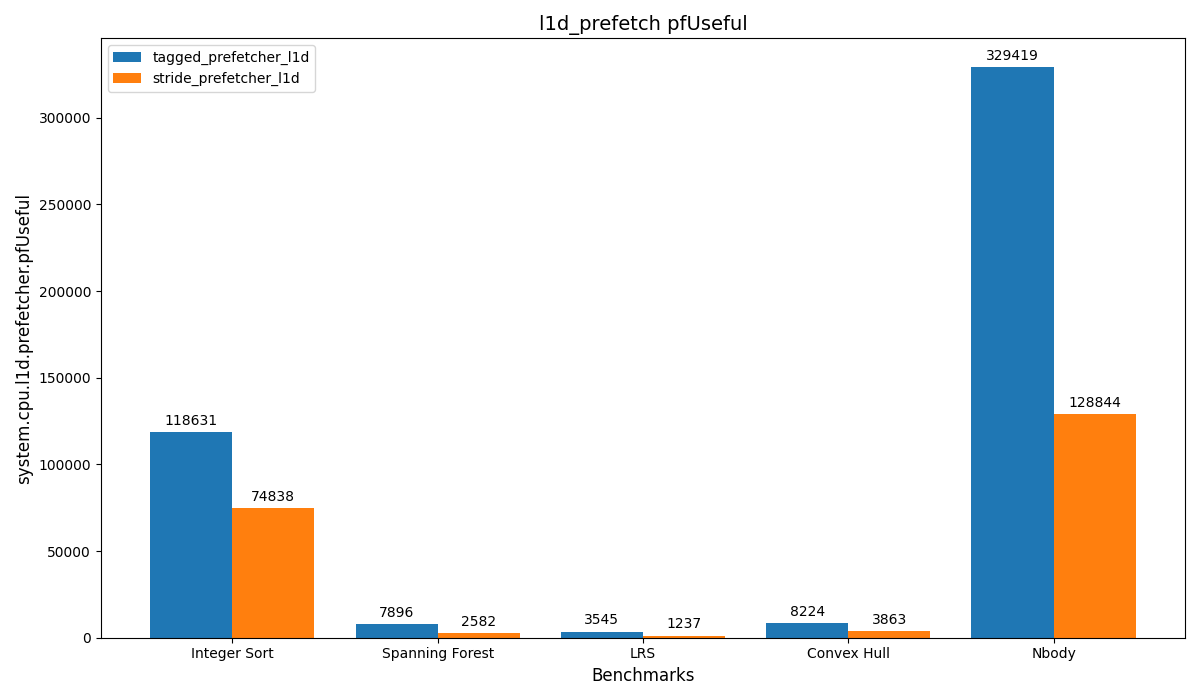 l1d_prefetch pfUseful
tagged_prefetcher_l1d
stride_prefetcher_l1d
system.cpu.l1d.prefetcher.pfUseful
300000
250000
200000
150000
100000
50000
0
118631
74838
7896
2582
3545
1237
8224
3863
329419
128844
Integer Sort
Spanning Forest
LRS
Convex Hull
Nbody
Benchmarks